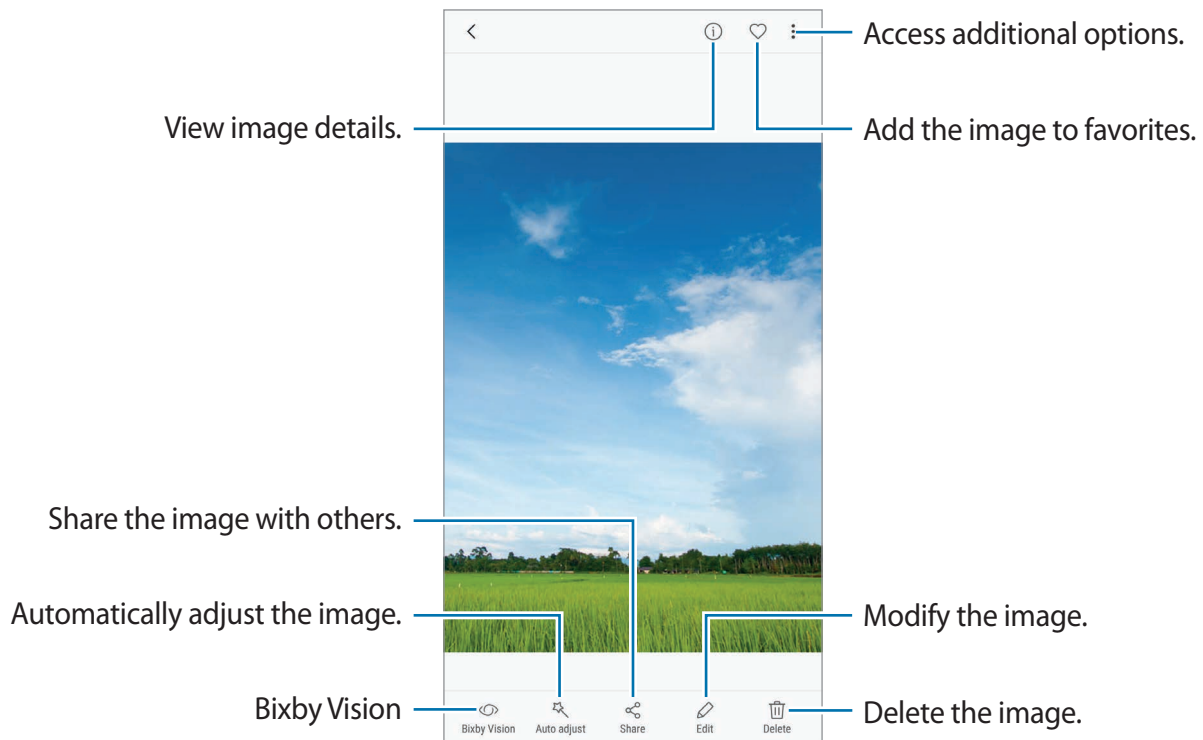 Access additional options.
View image details.
Add the image to favorites.
Share the image with others.
Automatically adjust the image.
Modify the image.
Bixby Vision
Delete the image.
Bixby Vision
Auto adjust
Share
Edit
Delete